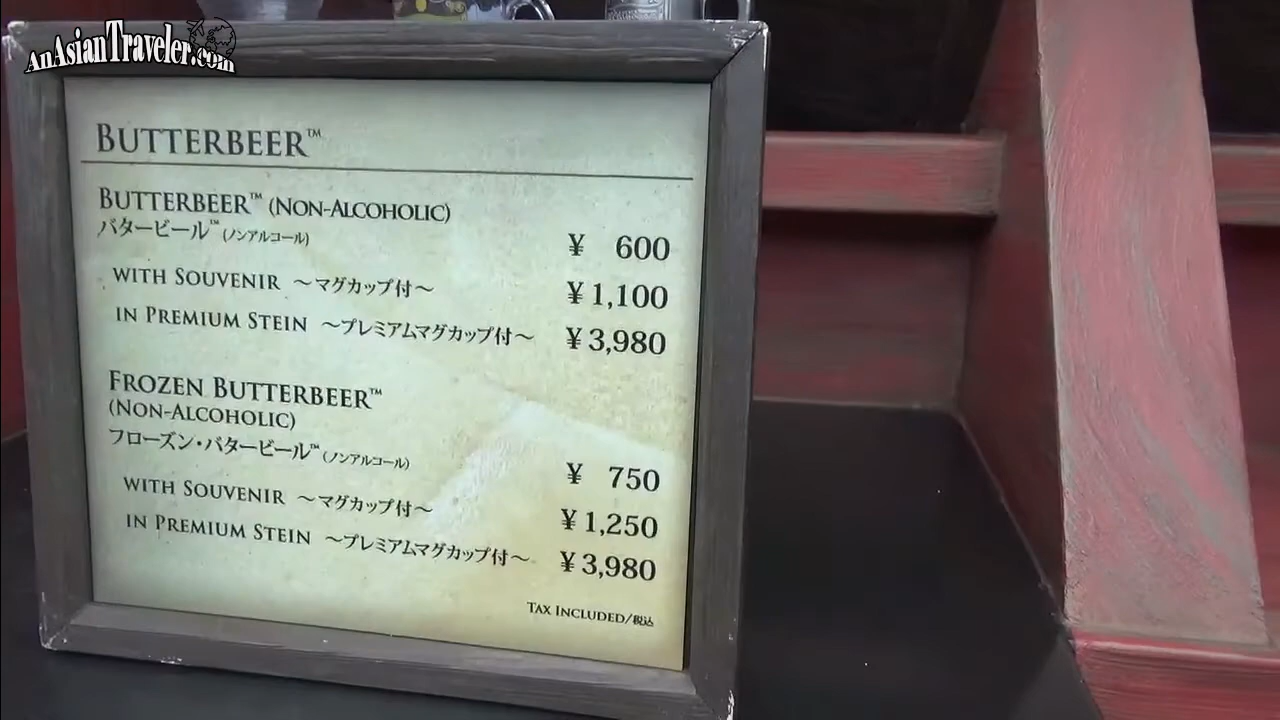 AnAsianTraveler.com
BUTTERBEER™
BUTTERBEER™ (NON-ALCOHOLIC)
バタービール™(ノンアルコール)
¥ 600
WITH SOUVENIR ～マグカップ付～ ¥1,100
IN PREMIUM STEIN ～プレミアムマグカップ付～ ¥3,980
FROZEN BUTTERBEER™
(NON-ALCOHOLIC)
フローズン・バタービール™(ノンアルコール)
¥ 750
WITH SOUVENIR ～マグカップ付～ ¥1,250
IN PREMIUM STEIN ～プレミアムマグカップ付～ ¥3,980
TAX INCLUDED/税込